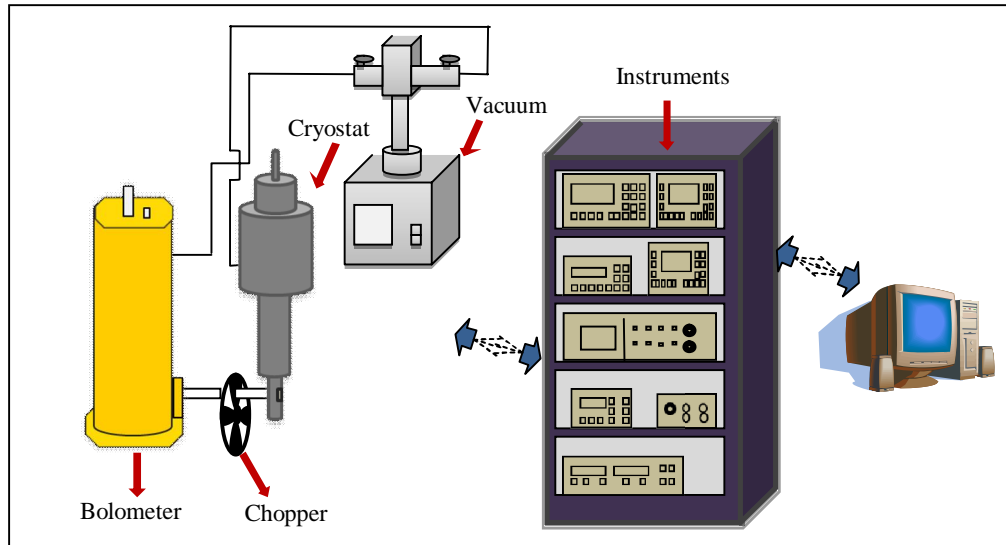 Instruments
Vacuum
Cryostat
Bolometer
Chopper